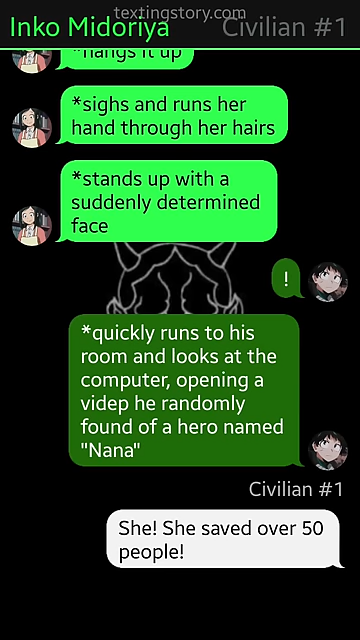 textingstory.com
Inko Midoriya
Civilian #1
*hangs it up
*sighs and runs her
hand through her hairs
*stands up with a
suddenly determined
face
!
*quickly runs to his
room and looks at the
computer, opening a
videp he randomly
found of a hero named
"Nana"
Civilian #1
She! She saved over 50
people!